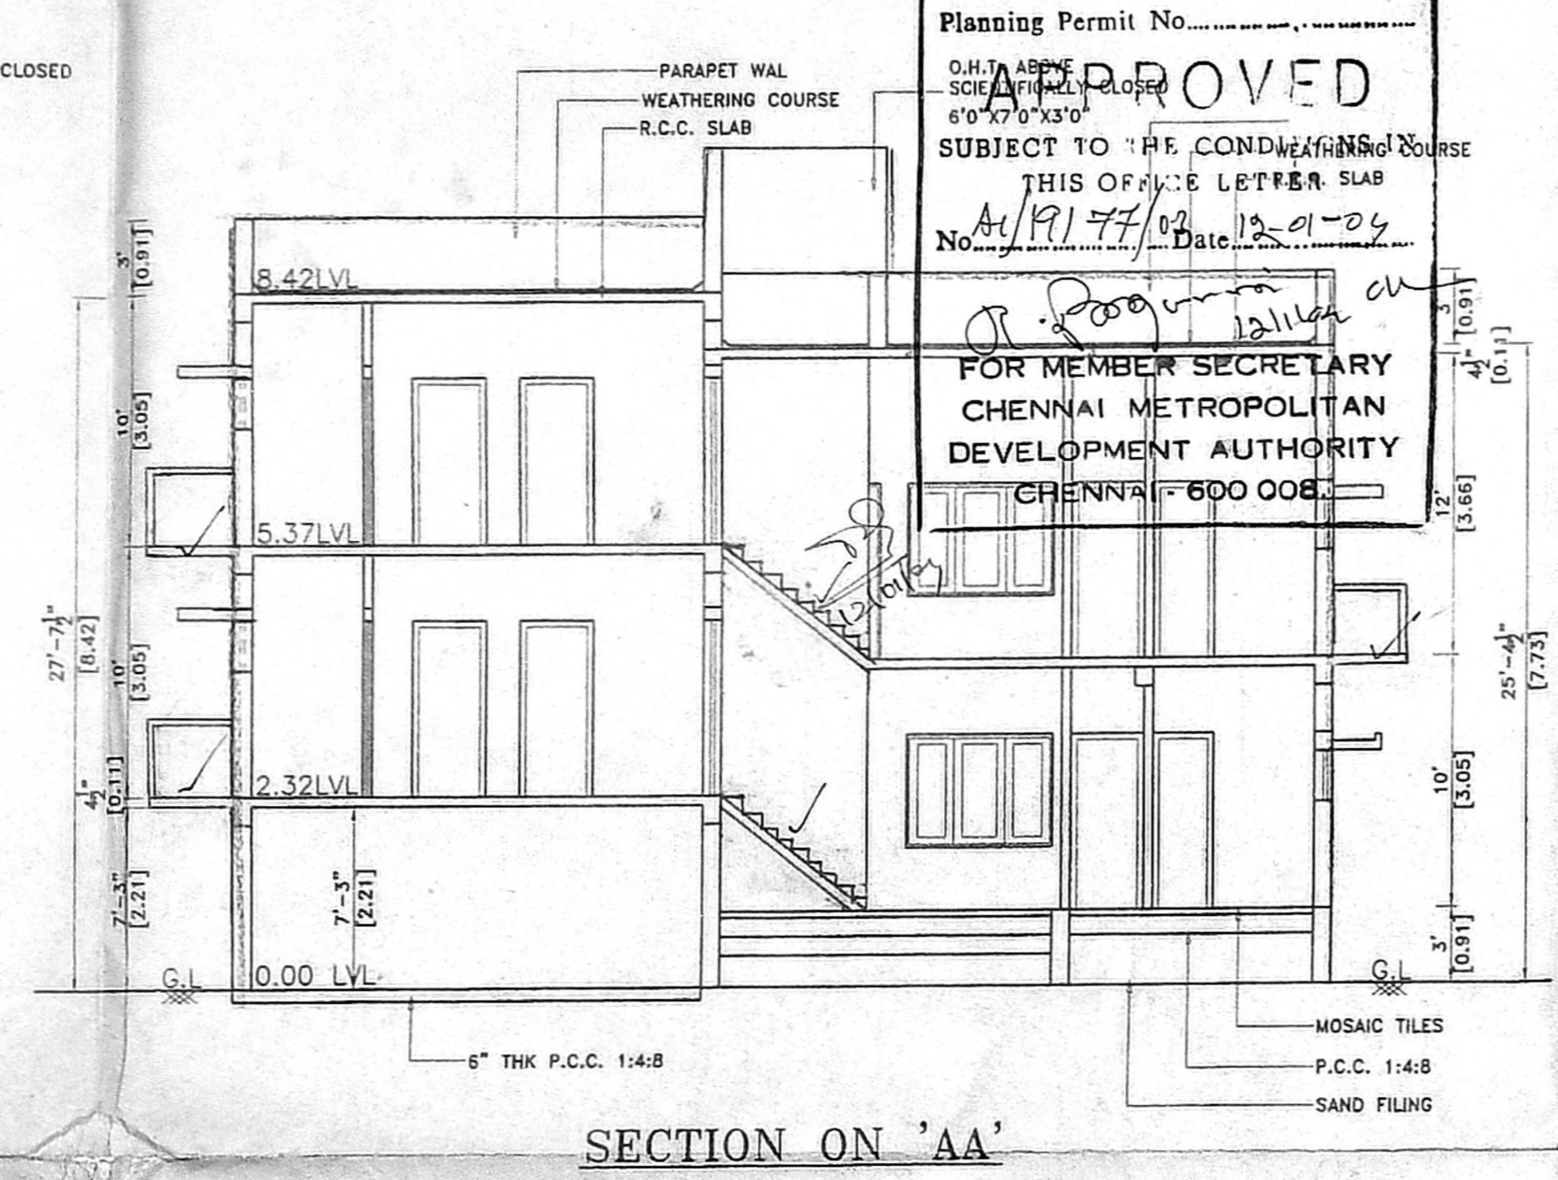 CLOSED
PARAPET WAL
WEATHERING COURSE
R.C.C. SLAB
Planning Permit No
O.H.T. ABOVE
SCIENTIFICALLY CLOSED
6'0"X7'0"X3'0"
APPROVED
SUBJECT TO THE CONDITIONS IN
THIS OFFICE LETTER
WEATHERING COURSE
SLAB
No. /19177/03 Date 12-01-04
FOR MEMBER SECRETARY
CHENNAI METROPOLITAN
DEVELOPMENT AUTHORITY
CHENNAI - 600 008.
3'
[0.91]
10'
[3.05]
27'-7½"
[8.42]
10'
[3.05]
4½"
[0.11]
7'-3"
[2.21]
8.42LVL
5.37LVL
2.32LVL
7'-3"
[2.21]
0.00 LVL
12/01/04
3'
[0.91]
4½"
[0.11]
12'
[3.66]
25'-4½"
[7.73]
10'
[3.05]
3'
[0.91]
G.L
G.L
6" THK P.C.C. 1:4:8
MOSAIC TILES
P.C.C. 1:4:8
SAND FILING
SECTION ON 'AA'